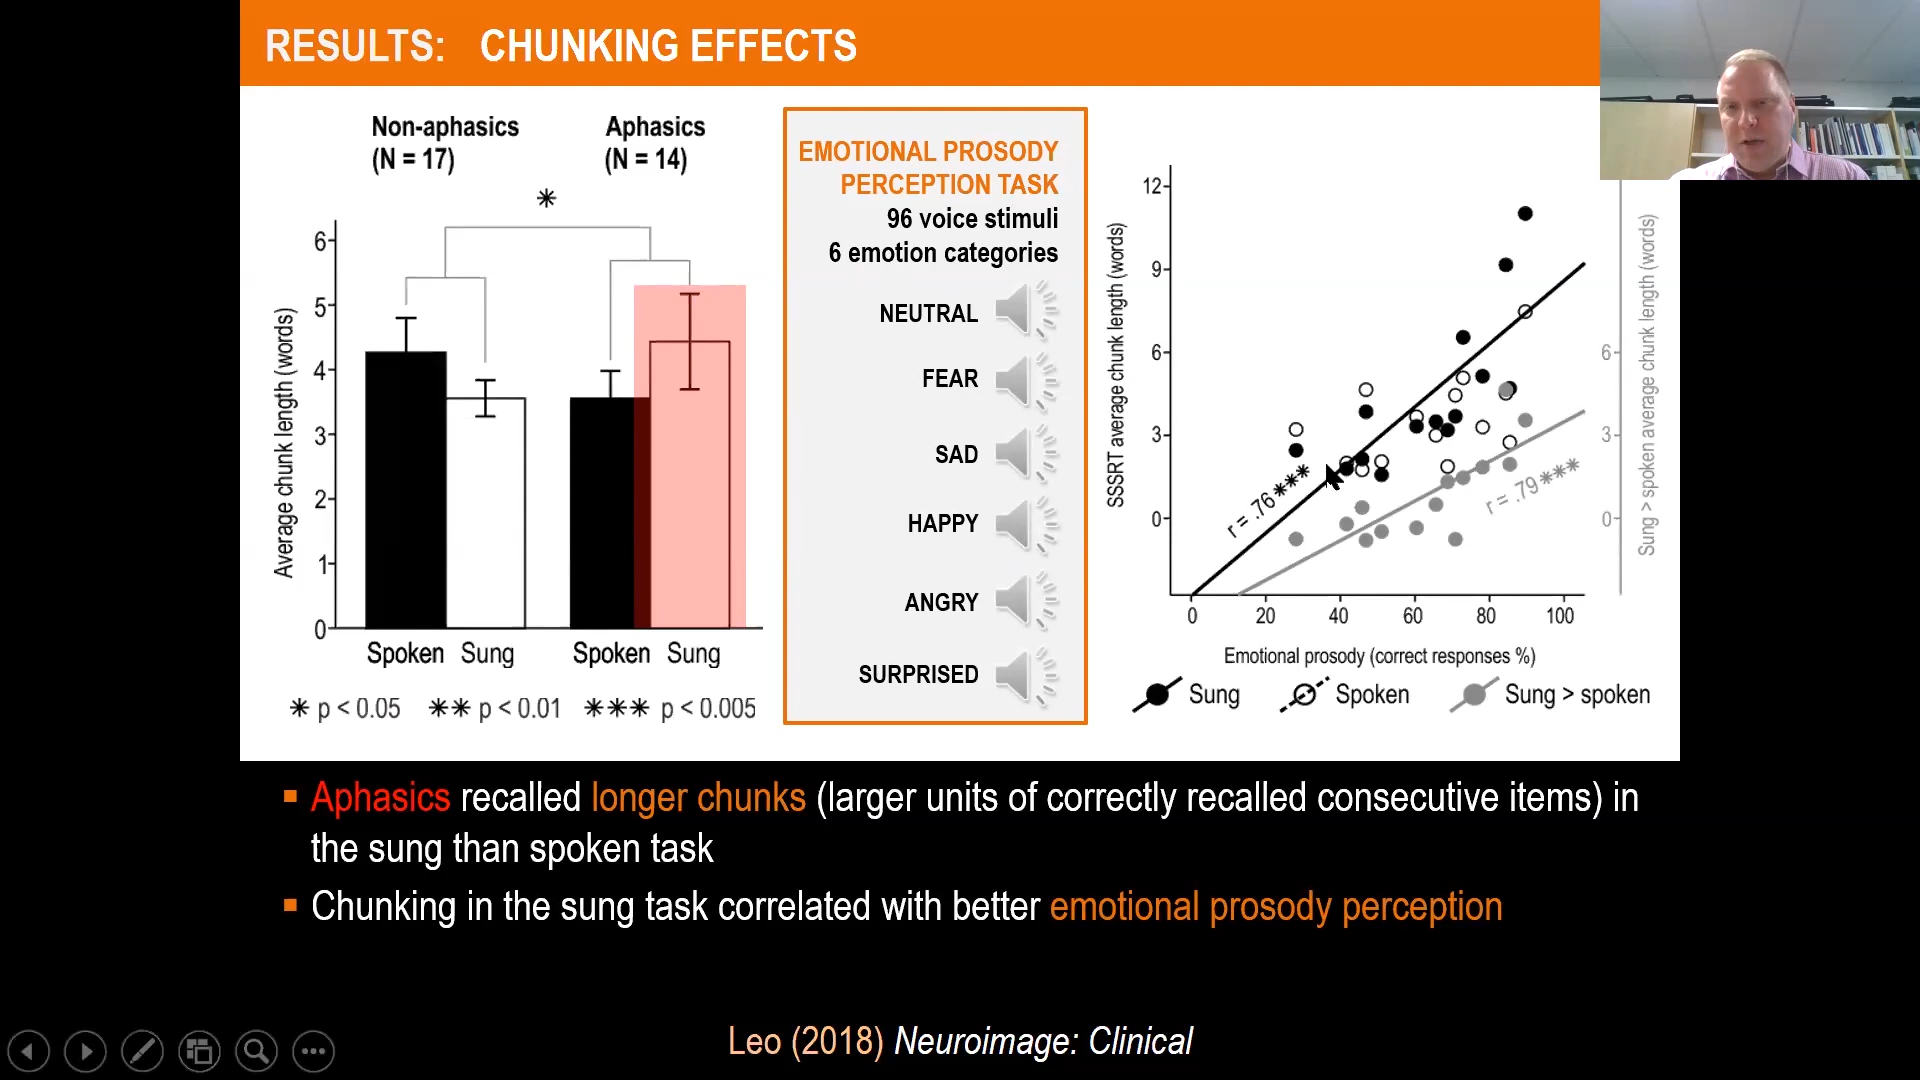 RESULTS: CHUNKING EFFECTS
Non-aphasics
(N = 17)
Aphasics
(N = 14)
*
Average chunk length (words)
6
5
4
3
2
1
0
Spoken
Sung
Spoken
Sung
* p < 0.05
** p < 0.01
*** p < 0.005
EMOTIONAL PROSODY
PERCEPTION TASK
96 voice stimuli
6 emotion categories
NEUTRAL
FEAR
SAD
HAPPY
ANGRY
SURPRISED
SSSRT average chunk length (words)
12
9
6
3
0
r = .76 ***
r = .79 ***
6
3
0
Sung > spoken average chunk length (words)
0 20 40 60 80 100
Emotional prosody (correct responses %)
Sung
Spoken
Sung > spoken
Aphasics recalled longer chunks (larger units of correctly recalled consecutive items) in
the sung than spoken task
Chunking in the sung task correlated with better emotional prosody perception
Leo (2018) Neuroimage: Clinical